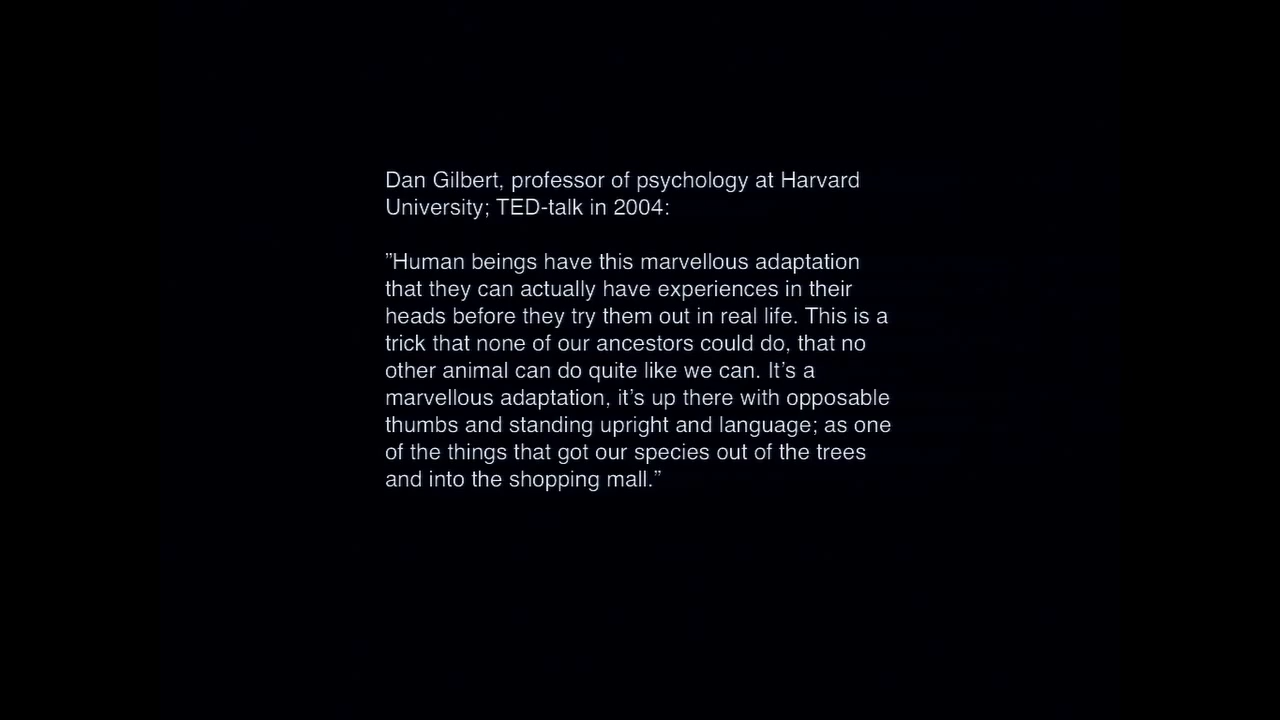 Dan Gilbert, professor of psychology at Harvard
University; TED-talk in 2004:
”Human beings have this marvellous adaptation
that they can actually have experiences in their
heads before they try them out in real life. This is a
trick that none of our ancestors could do, that no
other animal can do quite like we can. It’s a
marvellous adaptation, it’s up there with opposable
thumbs and standing upright and language; as one
of the things that got our species out of the trees
and into the shopping mall.”